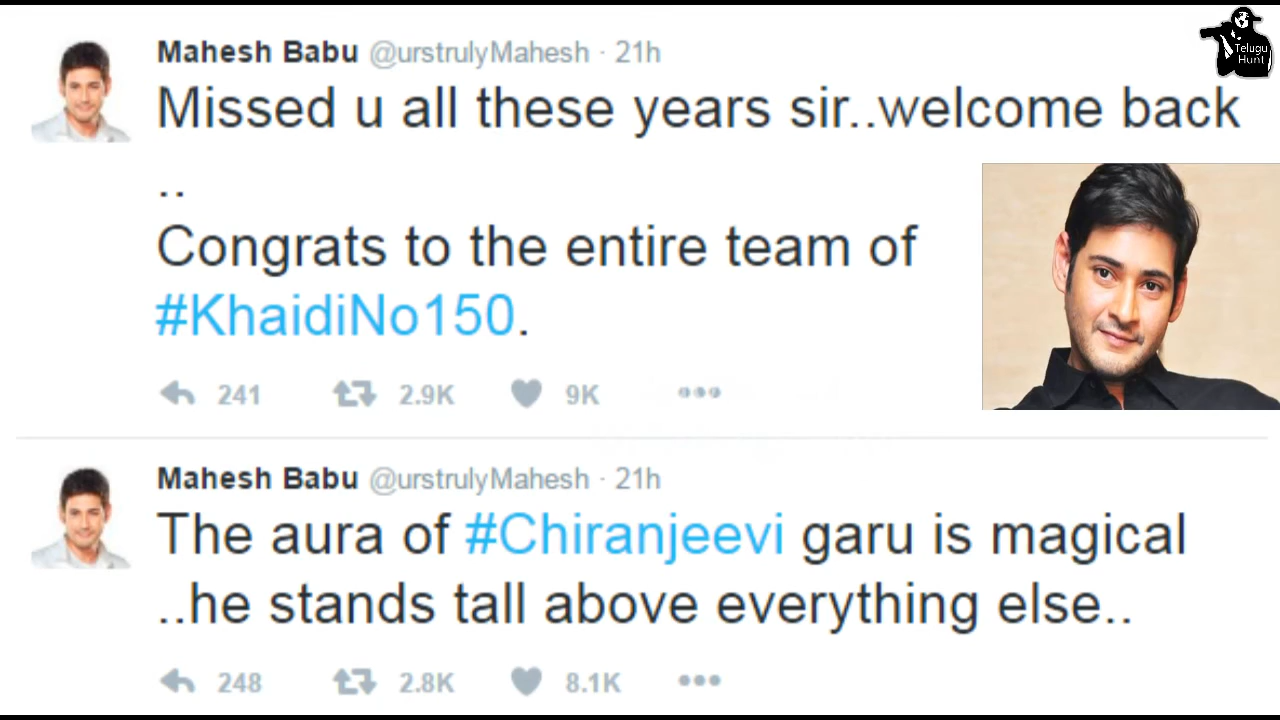 Mahesh Babu @urstrulyMahesh · 21h
Missed u all these years sir..welcome back
..
Congrats to the entire team of
#KhaidiNo150.
241 2.9K 9K •••
Mahesh Babu @urstrulyMahesh · 21h
The aura of #Chiranjeevi garu is magical
..he stands tall above everything else..
248 2.8K 8.1K •••
Telugu
Hunt